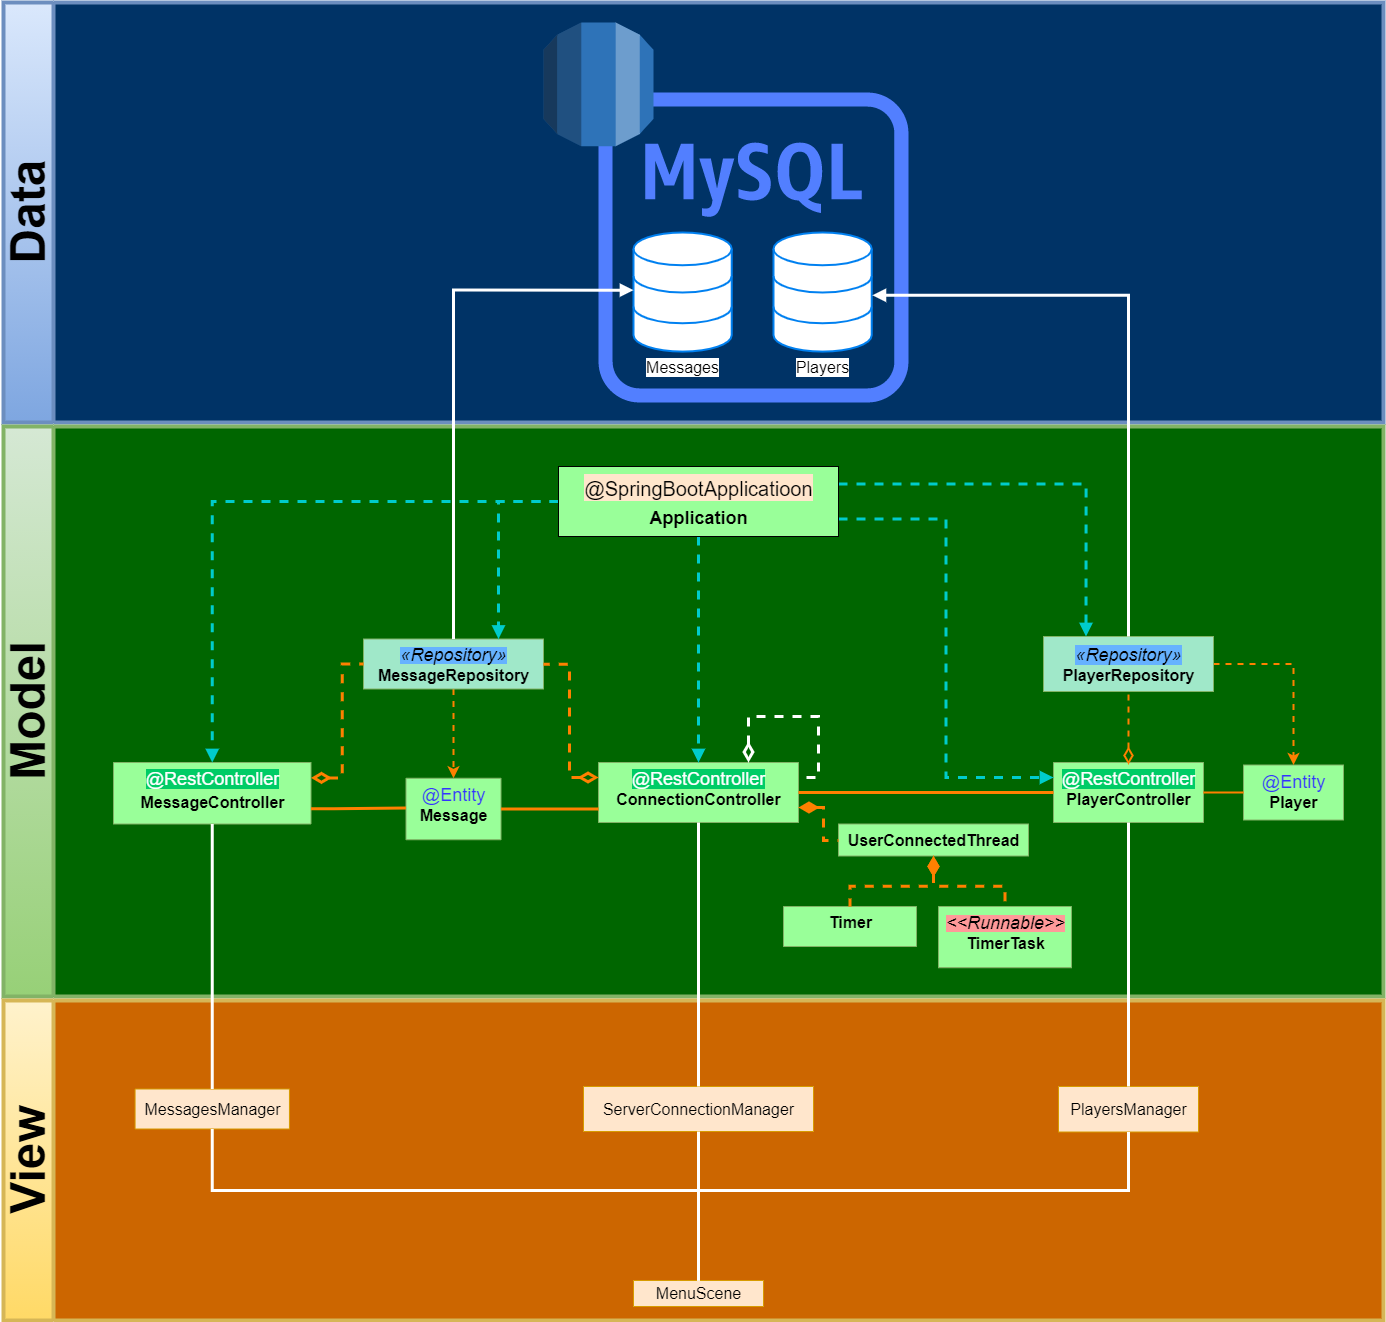 Data
MySQL
Messages
Players
Model
@SpringBootApplicatioon
Application
«Repository»
MessageRepository
«Repository»
PlayerRepository
@RestController
MessageController
@Entity
Message
@RestController
ConnectionController
@RestController
PlayerController
@Entity
Player
UserConnectedThread
Timer
<<Runnable>>
TimerTask
View
MessagesManager
ServerConnectionManager
PlayersManager
MenuScene